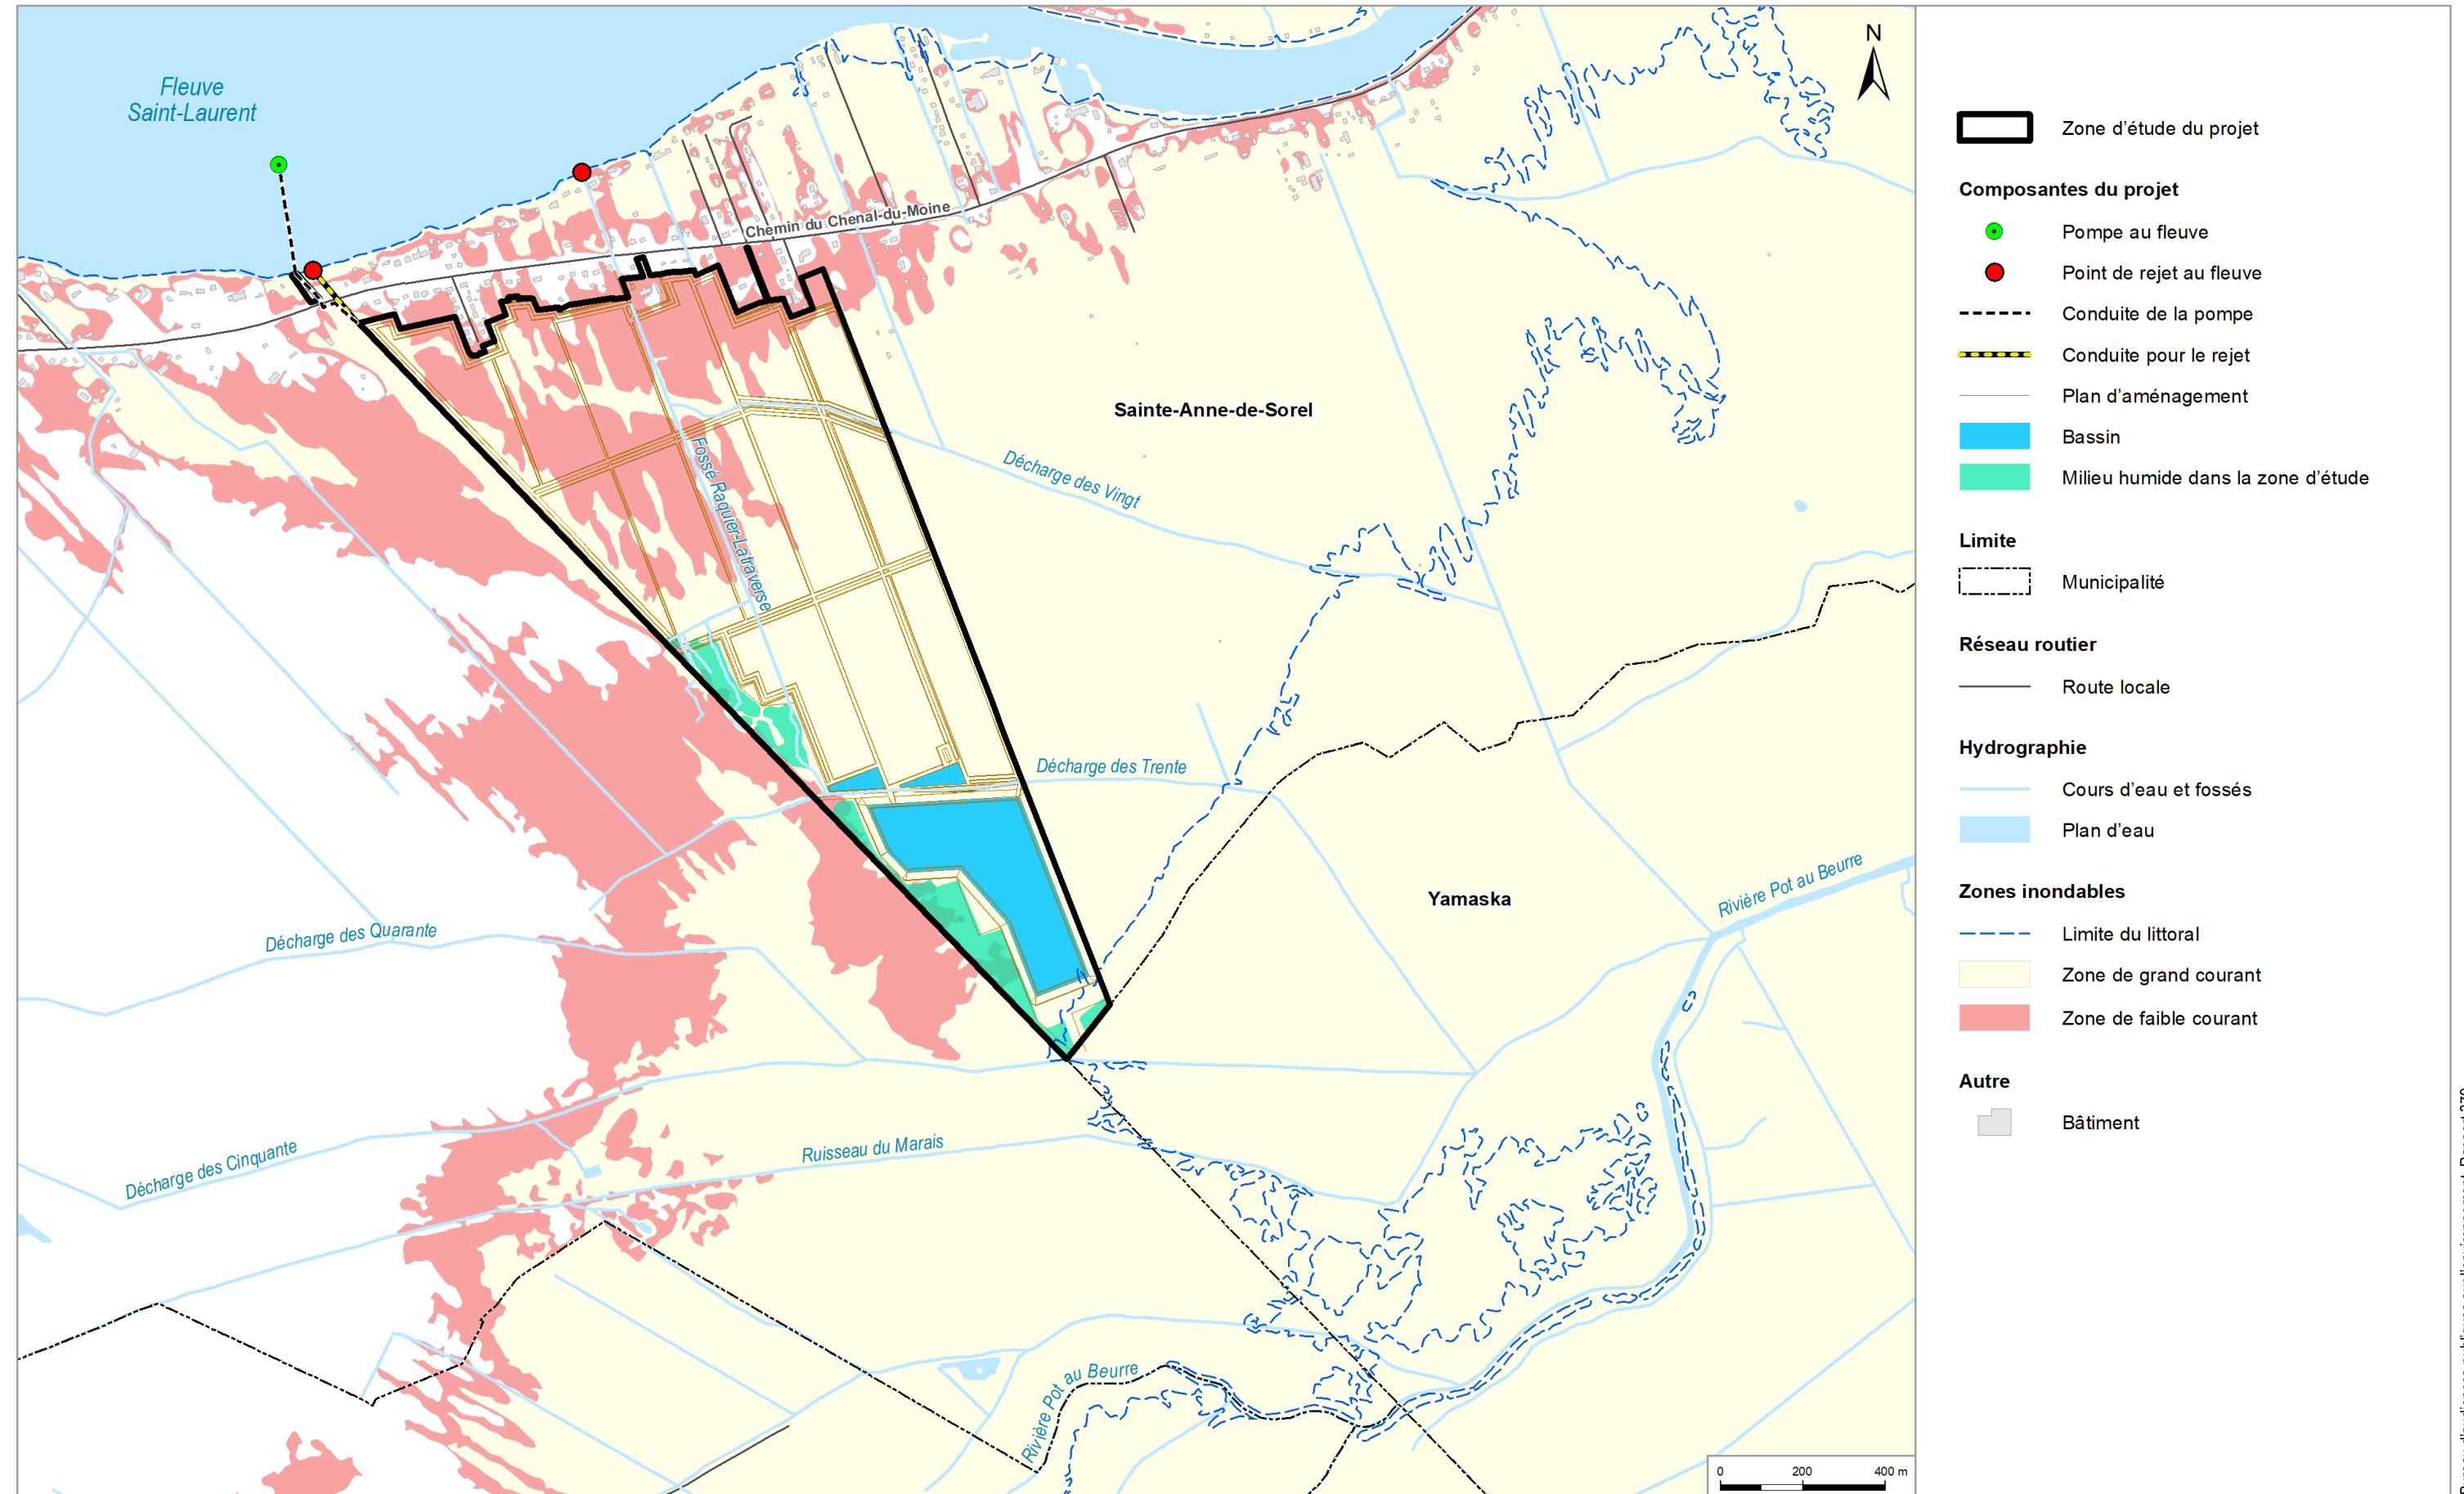 Fleuve
Saint-Laurent
N
Chemin du Chenal-du-Moine
Sainte-Anne-de-Sorel
Fossé Raquier-Latraverse
Décharge des Vingt
Décharge des Trente
Yamaska
Rivière Pot au Beurre
Décharge des Quarante
Décharge des Cinquante
Ruisseau du Marais
Rivière Pot au Beurre
0 200 400 m
Zone d'étude du projet
Composantes du projet
Pompe au fleuve
Point de rejet au fleuve
Conduite de la pompe
Conduite pour le rejet
Plan d'aménagement
Bassin
Milieu humide dans la zone d'étude
Limite
Municipalité
Réseau routier
Route locale
Hydrographie
Cours d'eau et fossés
Plan d'eau
Zones inondables
Limite du littoral
Zone de grand courant
Zone de faible courant
Autre
Bâtiment